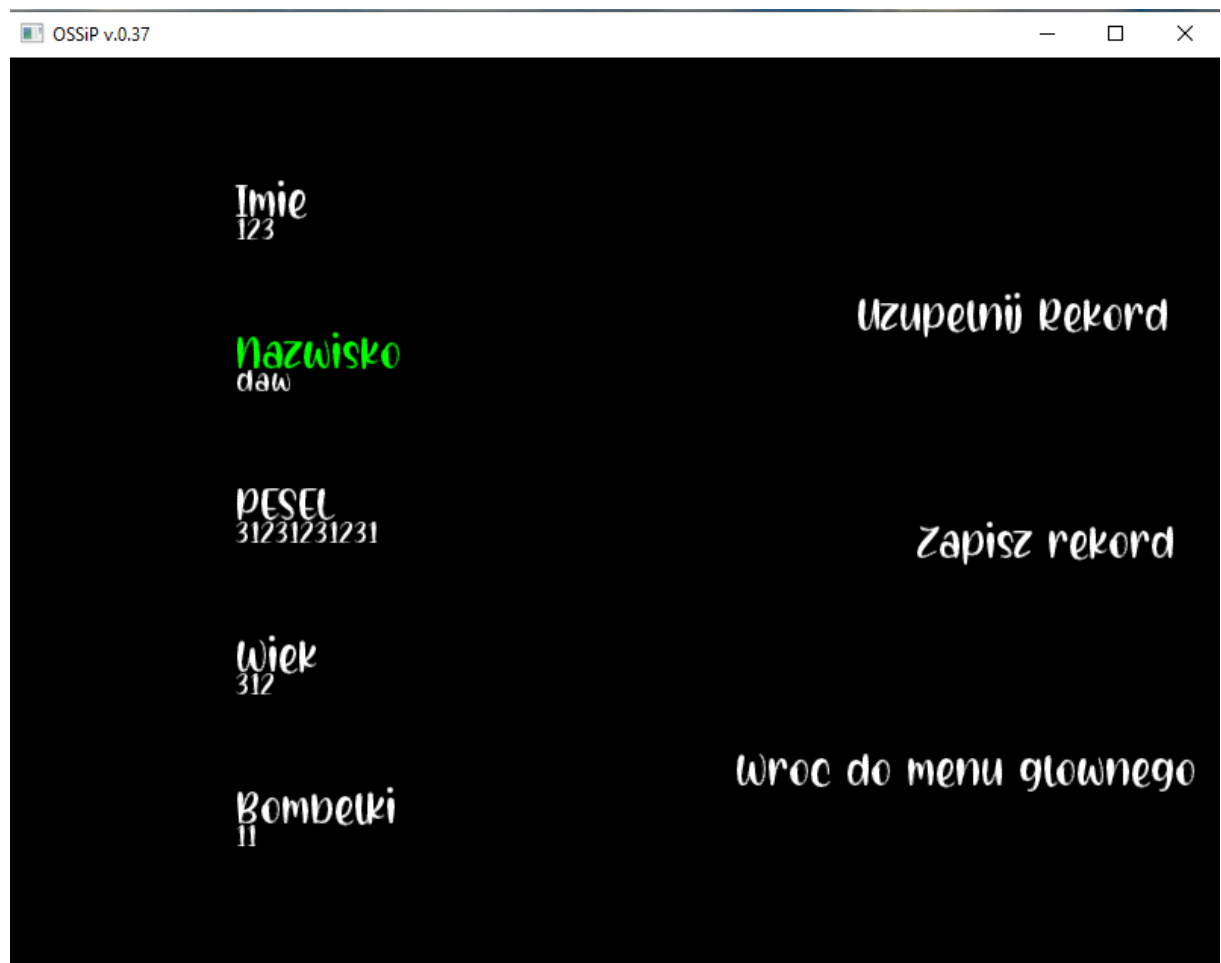 OSSiP v.0.37
Imie
123
Nazwisko
daw
PESEL
31231231231
Wiek
312
Bombelki
11
Uzupelnij Rekord
Zapisz rekord
Wroc do menu glownego